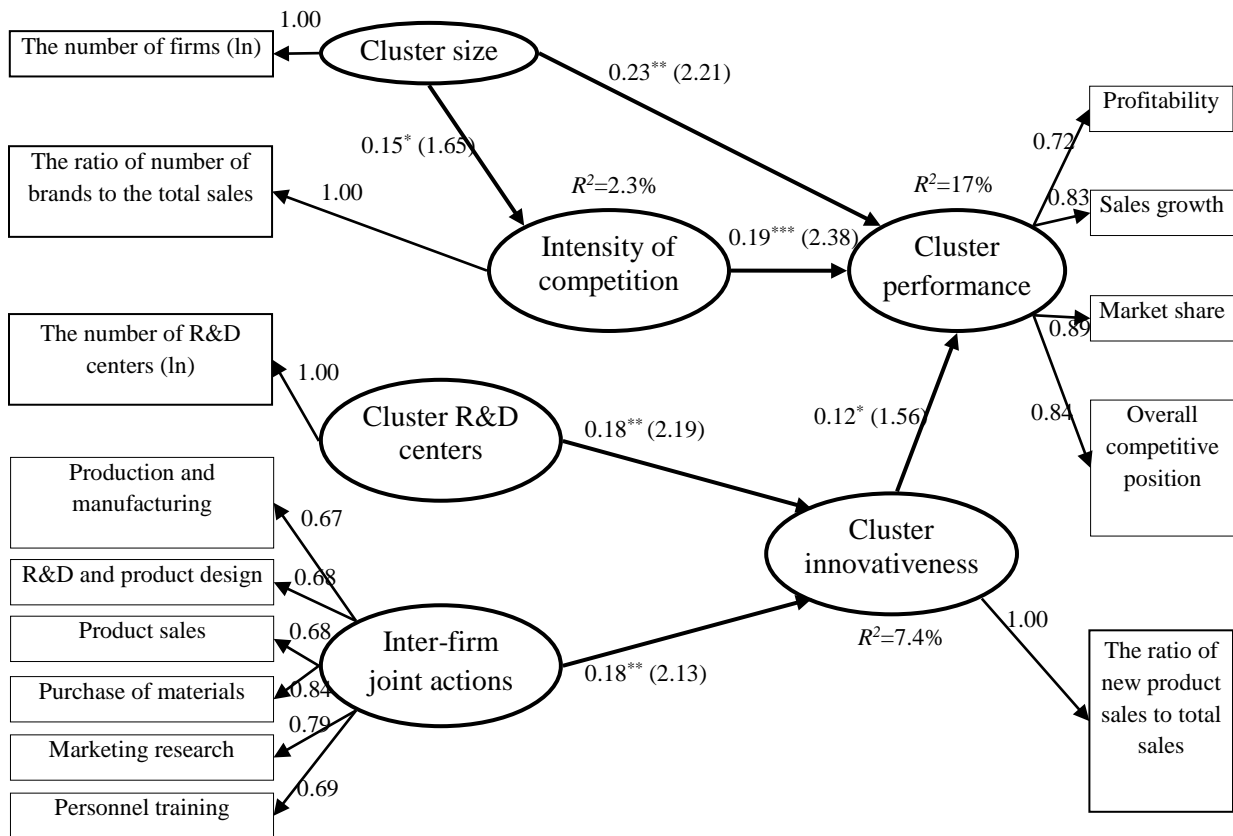 1.00
The number of firms (ln)
Cluster size
0.23** (2.21)
Profitability
0.72
0.15* (1.65)
The ratio of number of
brands to the total sales
1.00
R²=2.3%
R²=17%
0.83
Sales growth
Intensity of
competition
0.19*** (2.38)
Cluster
performance
Market share
0.89
The number of R&D
centers (ln)
1.00
Cluster R&D
centers
0.18** (2.19)
0.12* (1.56)
0.84
Overall
competitive
position
Production and
manufacturing
0.67
Cluster
innovativeness
R&D and product design
0.68
Product sales
0.68
Inter-firm
joint actions
R²=7.4%
1.00
0.18** (2.13)
Purchase of materials
0.84
The ratio of
new product
sales to total
sales
Marketing research
0.79
0.69
Personnel training